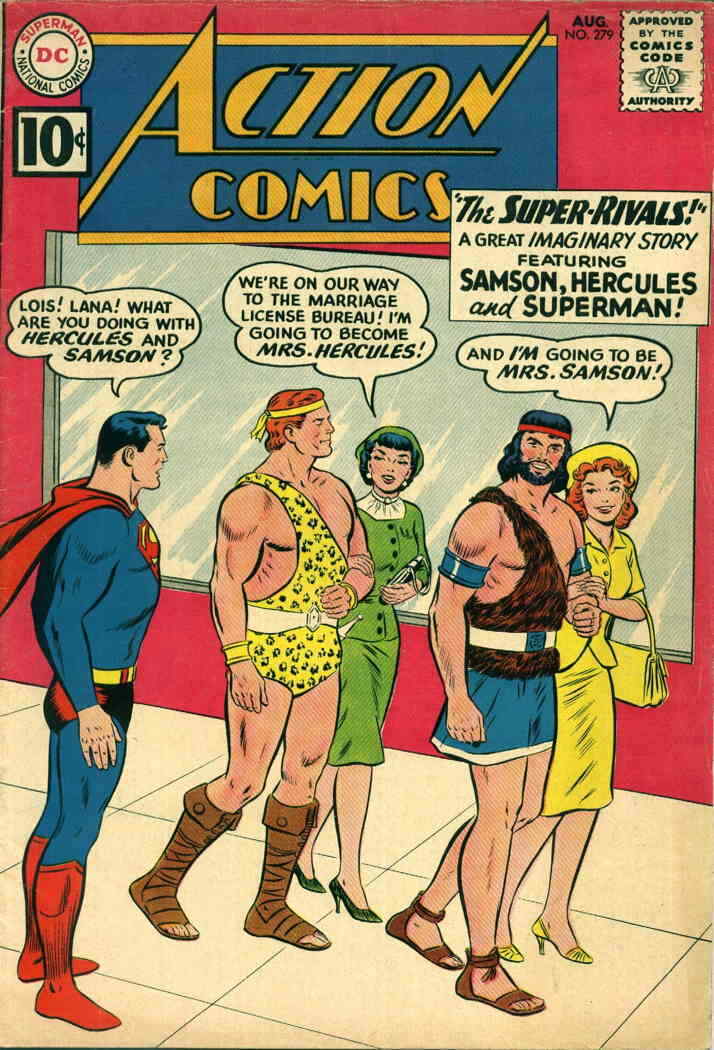 SUPERMAN
DC
NATIONAL COMICS
10¢
ACTION
COMICS
AUG.
NO. 279
APPROVED
BY THE
COMICS
CODE
CA
AUTHORITY
"The SUPER-RIVALS!"
A GREAT IMAGINARY STORY
FEATURING
SAMSON, HERCULES
and SUPERMAN!
LOIS! LANA! WHAT
ARE YOU DOING WITH
HERCULES AND
SAMSON?
WE'RE ON OUR WAY
TO THE MARRIAGE
LICENSE BUREAU! I'M
GOING TO BECOME
MRS. HERCULES!
AND I'M GOING TO BE
MRS. SAMSON!